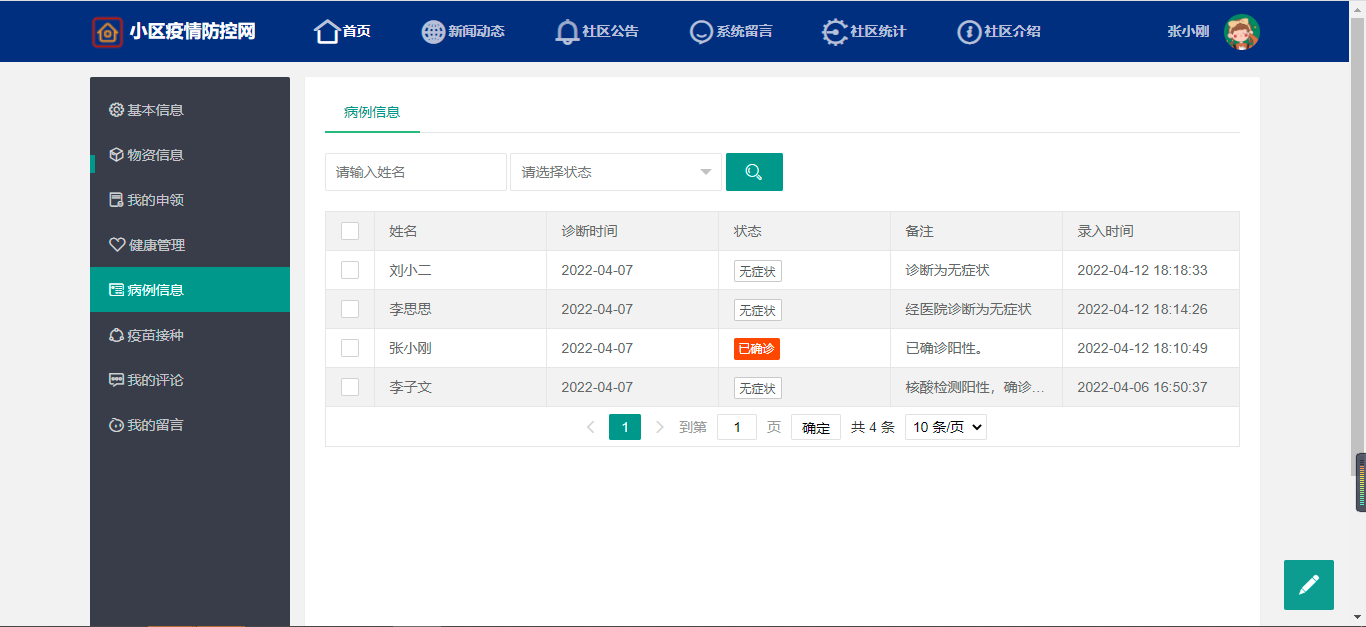 小区疫情防控网 首页 新闻动态 社区公告 系统留言 社区统计 社区介绍 张小刚
基本信息
物资信息
我的申领
健康管理
病例信息
疫苗接种
我的评论
我的留言
病例信息
请输入姓名 请选择状态
姓名 诊断时间 状态 备注 录入时间
刘小二 2022-04-07 无症状 诊断为无症状 2022-04-12 18:18:33
李思思 2022-04-07 无症状 经医院诊断为无症状 2022-04-12 18:14:26
张小刚 2022-04-07 已确诊 已确诊阳性。 2022-04-12 18:10:49
李子文 2022-04-07 无症状 核酸检测阳性，确诊... 2022-04-06 16:50:37
1 到第 1 页 确定 共 4 条 10 条/页